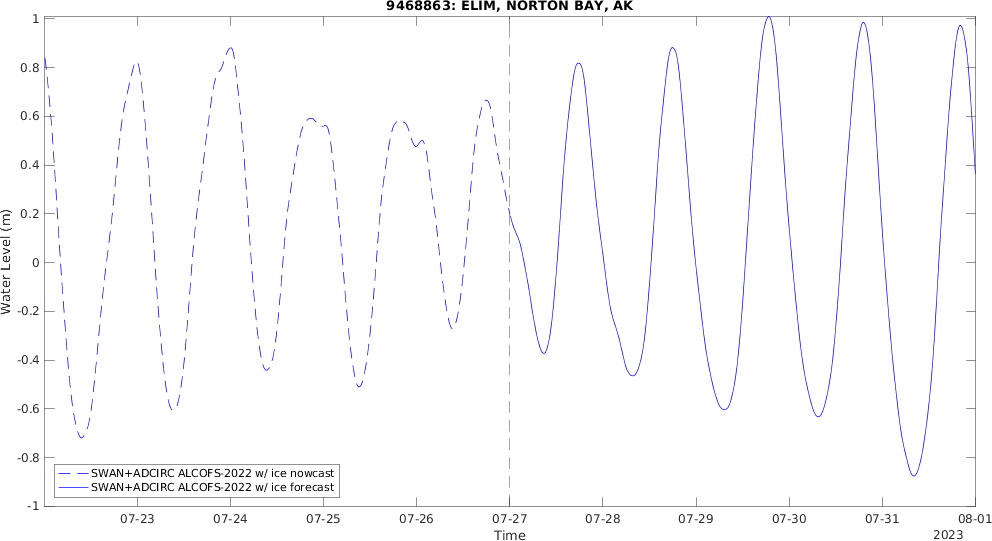 9468863: ELIM, NORTON BAY, AK
Water Level (m)
1
0.8
0.6
0.4
0.2
0
-0.2
-0.4
-0.6
-0.8
-1
SWAN+ADCIRC ALCOFS-2022 w/ ice nowcast
SWAN+ADCIRC ALCOFS-2022 w/ ice forecast
07-23 07-24 07-25 07-26 07-27 07-28 07-29 07-30 07-31 08-01
Time
2023